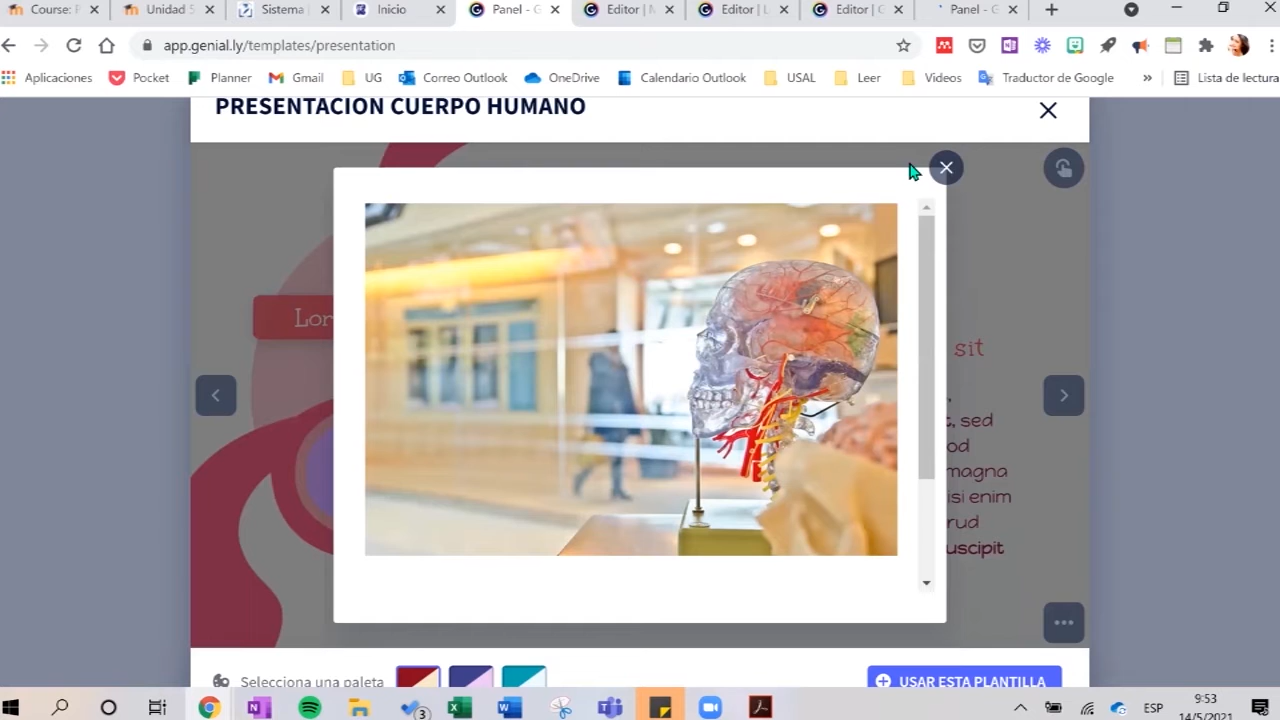 Course: P
Unidad 5
Sistema |
Inicio
Panel - G
Editor | M
Editor | L
Editor | G
Panel - G
app.genial.ly/templates/presentation
Aplicaciones Pocket Planner Gmail UG Correo Outlook OneDrive Calendario Outlook USAL Leer Videos Traductor de Google » Lista de lectura
PRESENTACIÓN CUERPO HUMANO
Lor
sit
t, sed
od
magna
isi enim
rud
uscipit
Selecciona una paleta
USAR ESTA PLANTILLA
3
ESP
9:53
14/5/2021